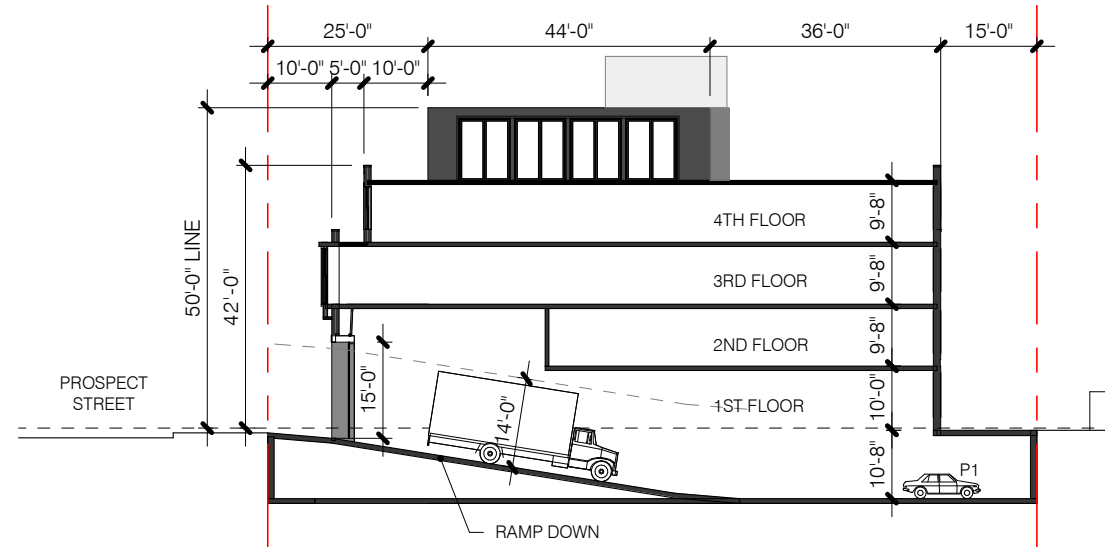 25'-0"
44'-0"
36'-0"
15'-0"
10'-0"
5'-0"
10'-0"
50'-0" LINE
42'-0"
4TH FLOOR
9'-8"
3RD FLOOR
9'-8"
2ND FLOOR
9'-8"
PROSPECT
STREET
15'-0"
14'-0"
1ST FLOOR
10'-0"
10'-8"
P1
RAMP DOWN